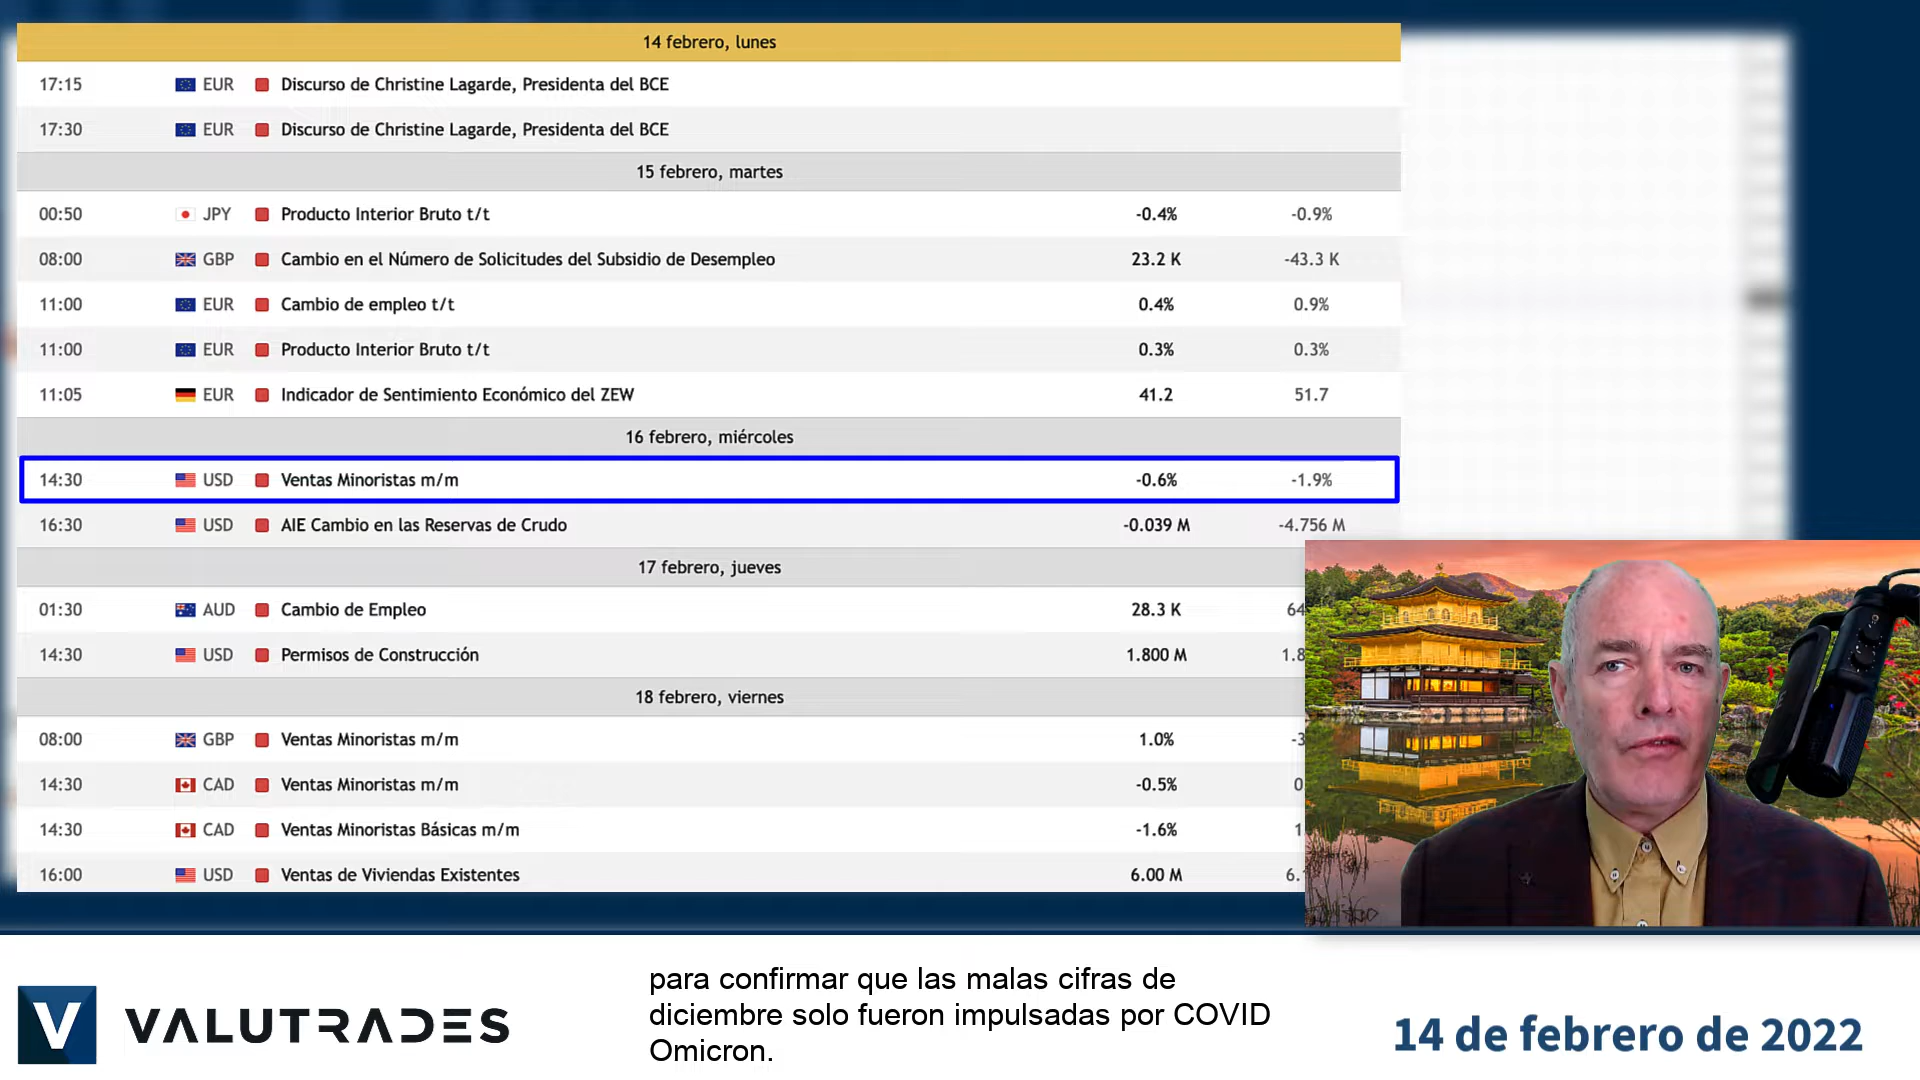 14 febrero, lunes
17:15 EUR Discurso de Christine Lagarde, Presidenta del BCE
17:30 EUR Discurso de Christine Lagarde, Presidenta del BCE
15 febrero, martes
00:50 JPY Producto Interior Bruto t/t -0.4% -0.9%
08:00 GBP Cambio en el Número de Solicitudes del Subsidio de Desempleo 23.2 K -43.3 K
11:00 EUR Cambio de empleo t/t 0.4% 0.9%
11:00 EUR Producto Interior Bruto t/t 0.3% 0.3%
11:05 EUR Indicador de Sentimiento Económico del ZEW 41.2 51.7
16 febrero, miércoles
14:30 USD Ventas Minoristas m/m -0.6% -1.9%
16:30 USD AIE Cambio en las Reservas de Crudo -0.039 M -4.756 M
17 febrero, jueves
01:30 AUD Cambio de Empleo 28.3 K 64
14:30 USD Permisos de Construcción 1.800 M 1.8
18 febrero, viernes
08:00 GBP Ventas Minoristas m/m 1.0% -3
14:30 CAD Ventas Minoristas m/m -0.5% 0
14:30 CAD Ventas Minoristas Básicas m/m -1.6% 1
16:00 USD Ventas de Viviendas Existentes 6.00 M 6.
V VALUTRADES
para confirmar que las malas cifras de
diciembre solo fueron impulsadas por COVID
Omicron.
14 de febrero de 2022